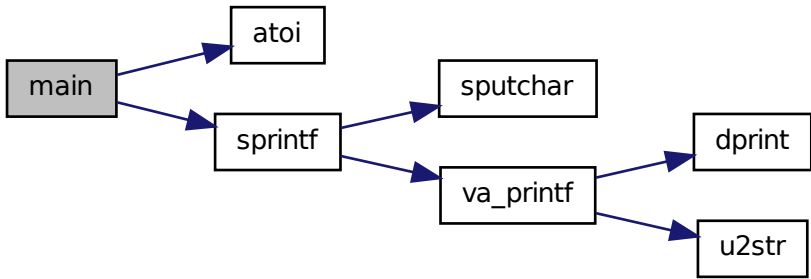 main
atoi
sprintf
sputchar
va_printf
dprint
u2str